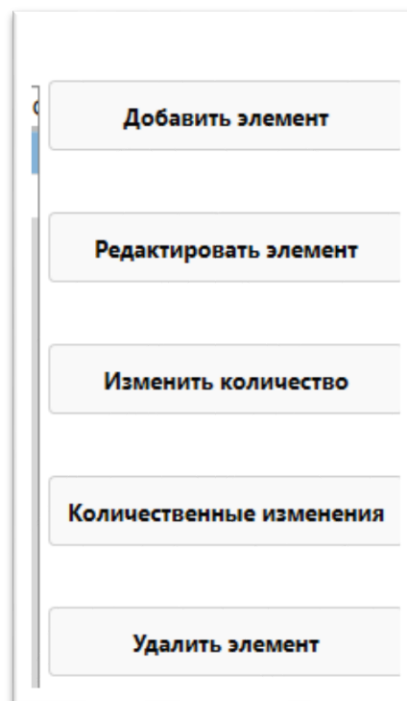 Добавить элемент
Редактировать элемент
Изменить количество
Количественные изменения
Удалить элемент